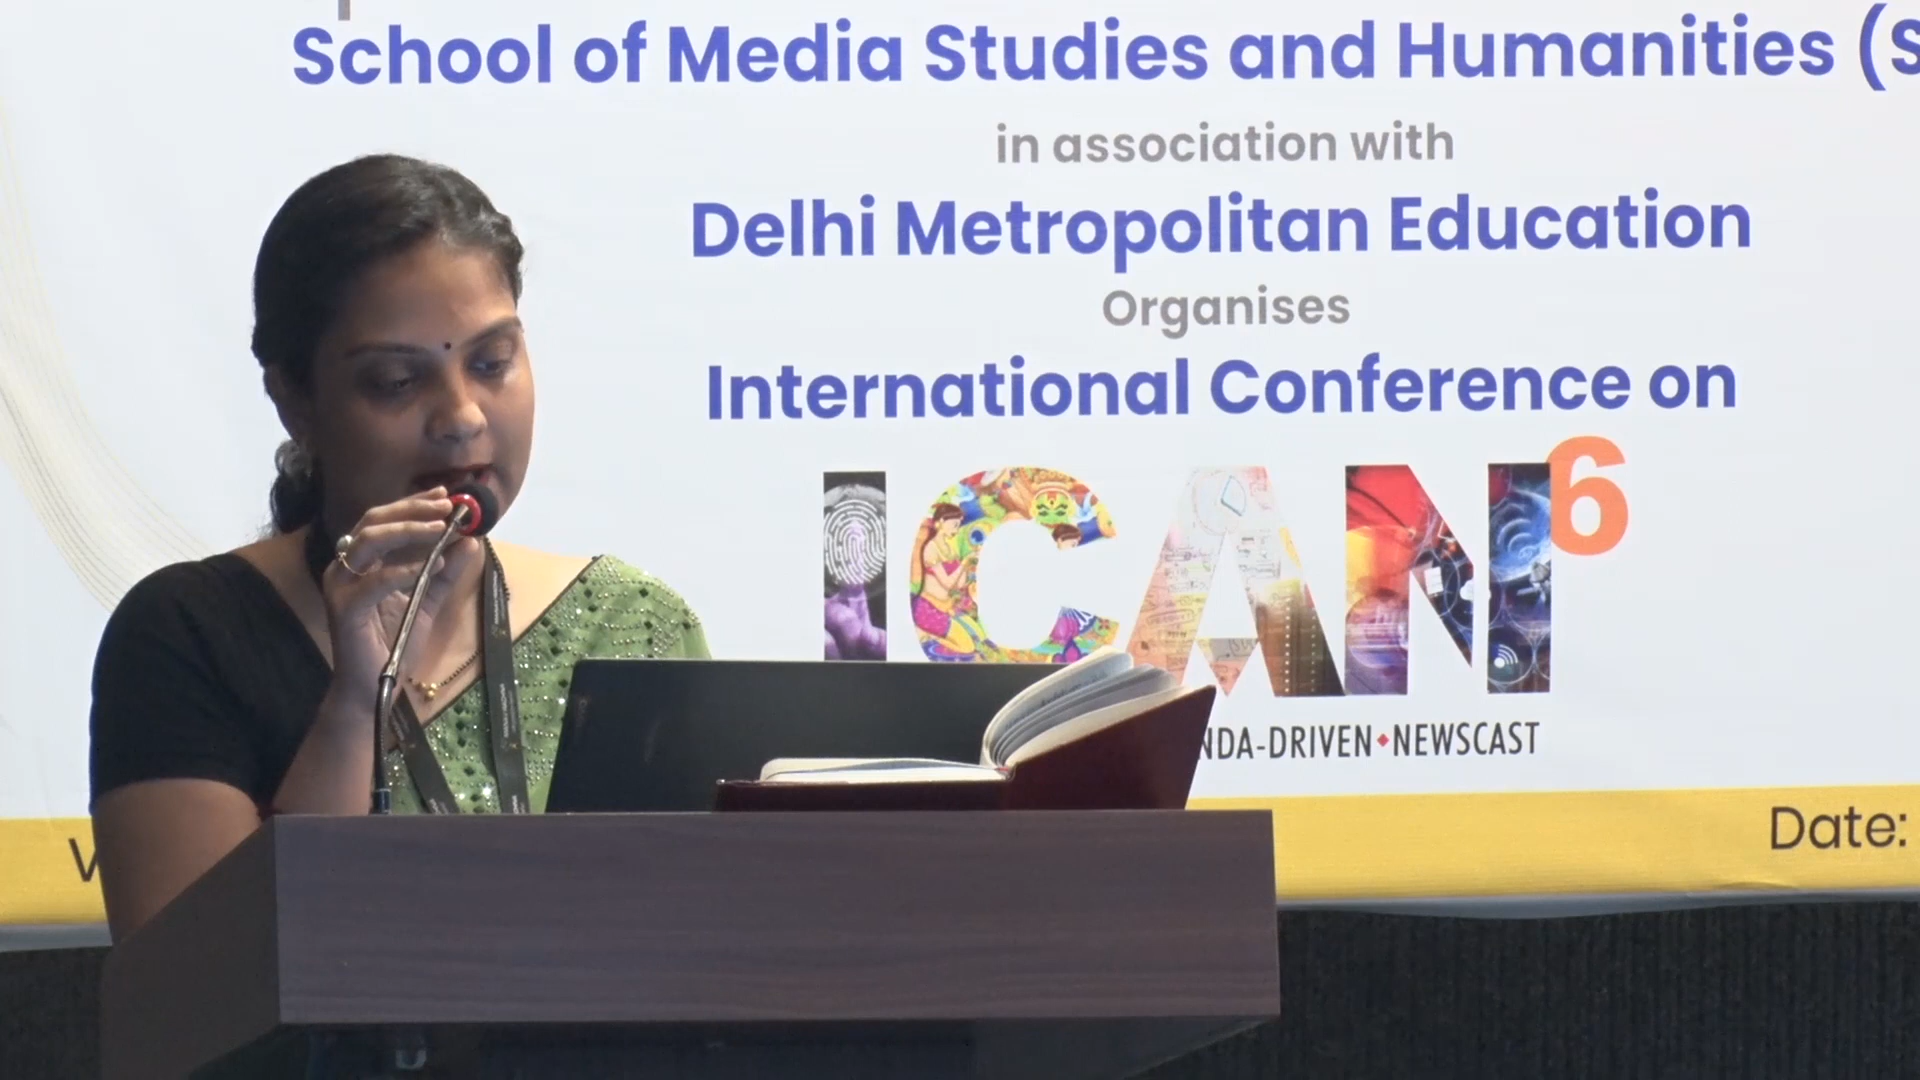 School of Media Studies and Humanities (S
in association with
Delhi Metropolitan Education
Organises
International Conference on
ICAN6
NDA-DRIVEN•NEWSCAST
Date: